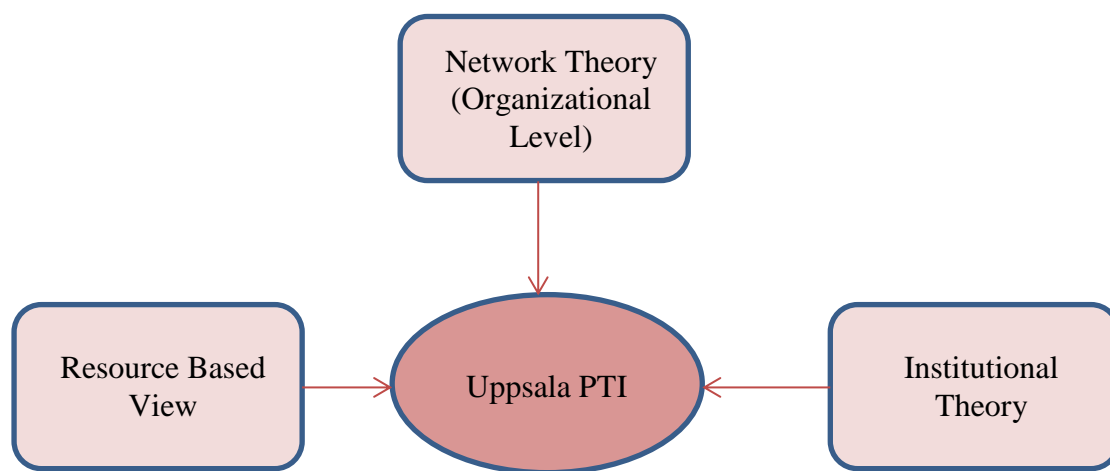 Network Theory
(Organizational
Level)
Resource Based
View
Uppsala PTI
Institutional
Theory